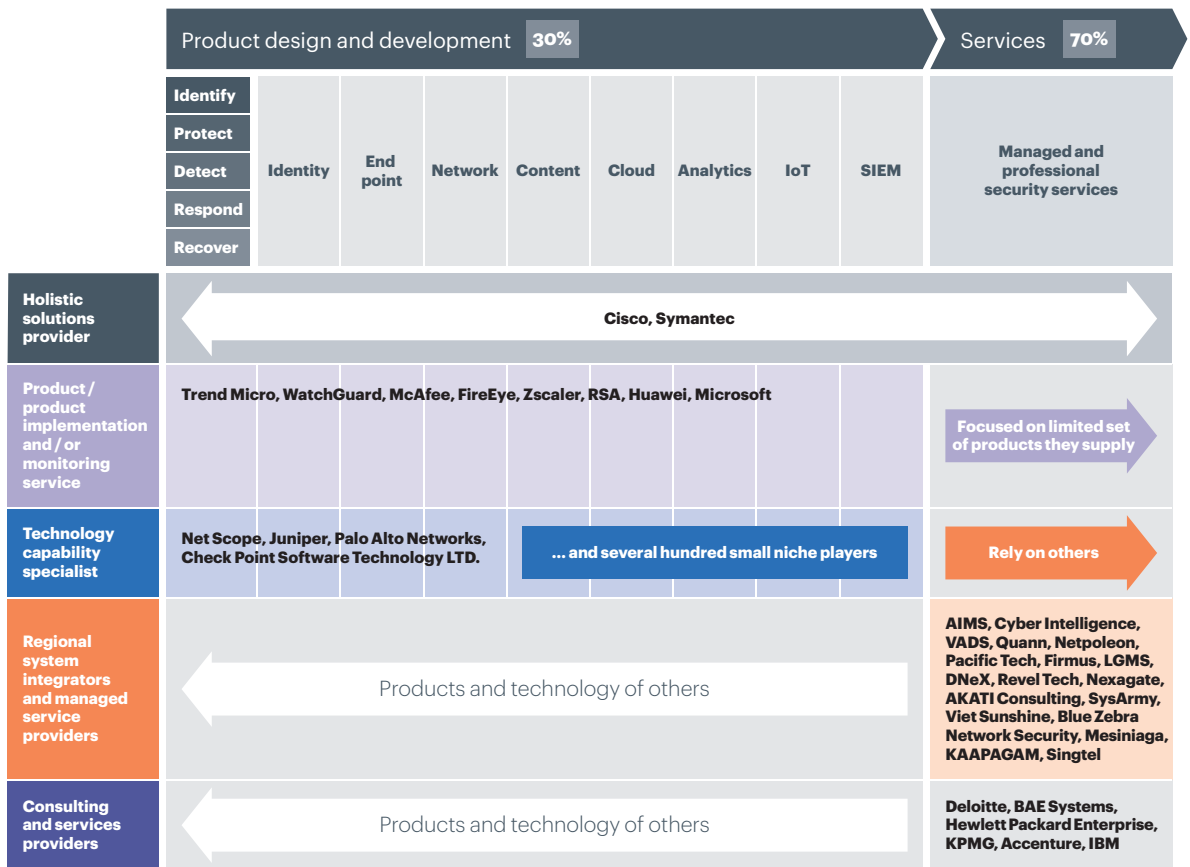 Product design and development 30%
Services 70%
Identify
Protect
Detect
Respond
Recover
Identity
End
point
Network
Content
Cloud
Analytics
IoT
SIEM
Managed and
professional
security services
Holistic
solutions
provider
Cisco, Symantec
Product /
product
implementation
and / or
monitoring
service
Trend Micro, WatchGuard, McAfee, FireEye, Zscaler, RSA, Huawei, Microsoft
Focused on limited set
of products they supply
Technology
capability
specialist
Net Scope, Juniper, Palo Alto Networks,
Check Point Software Technology LTD.
... and several hundred small niche players
Rely on others
Regional
system
integrators
and managed
service
providers
Products and technology of others
AIMS, Cyber Intelligence,
VADS, Quann, Netpoleon,
Pacific Tech, Firmus, LGMS,
DNeX, Revel Tech, Nexagate,
AKATI Consulting, SysArmy,
Viet Sunshine, Blue Zebra
Network Security, Mesiniaga,
KAAPAGAM, Singtel
Consulting
and services
providers
Products and technology of others
Deloitte, BAE Systems,
Hewlett Packard Enterprise,
KPMG, Accenture, IBM